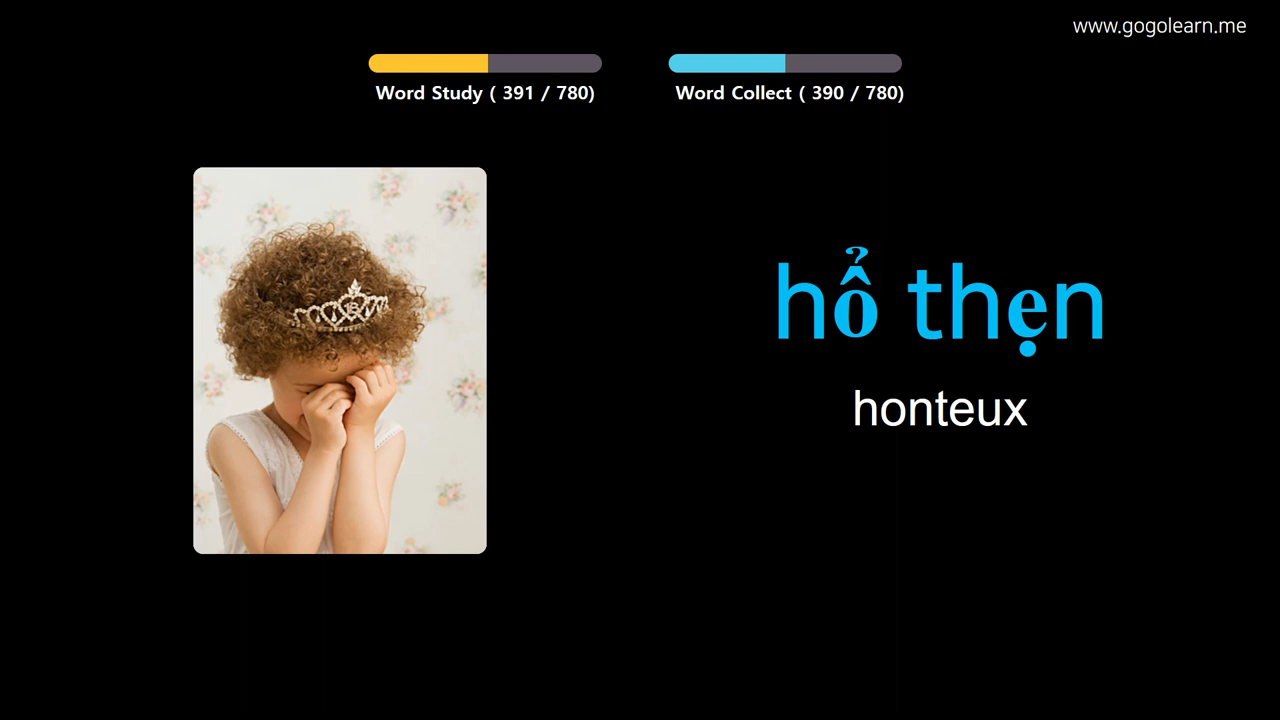 www.gogolearn.me
Word Study ( 391 / 780)
Word Collect ( 390 / 780)
hổ thẹn
honteux